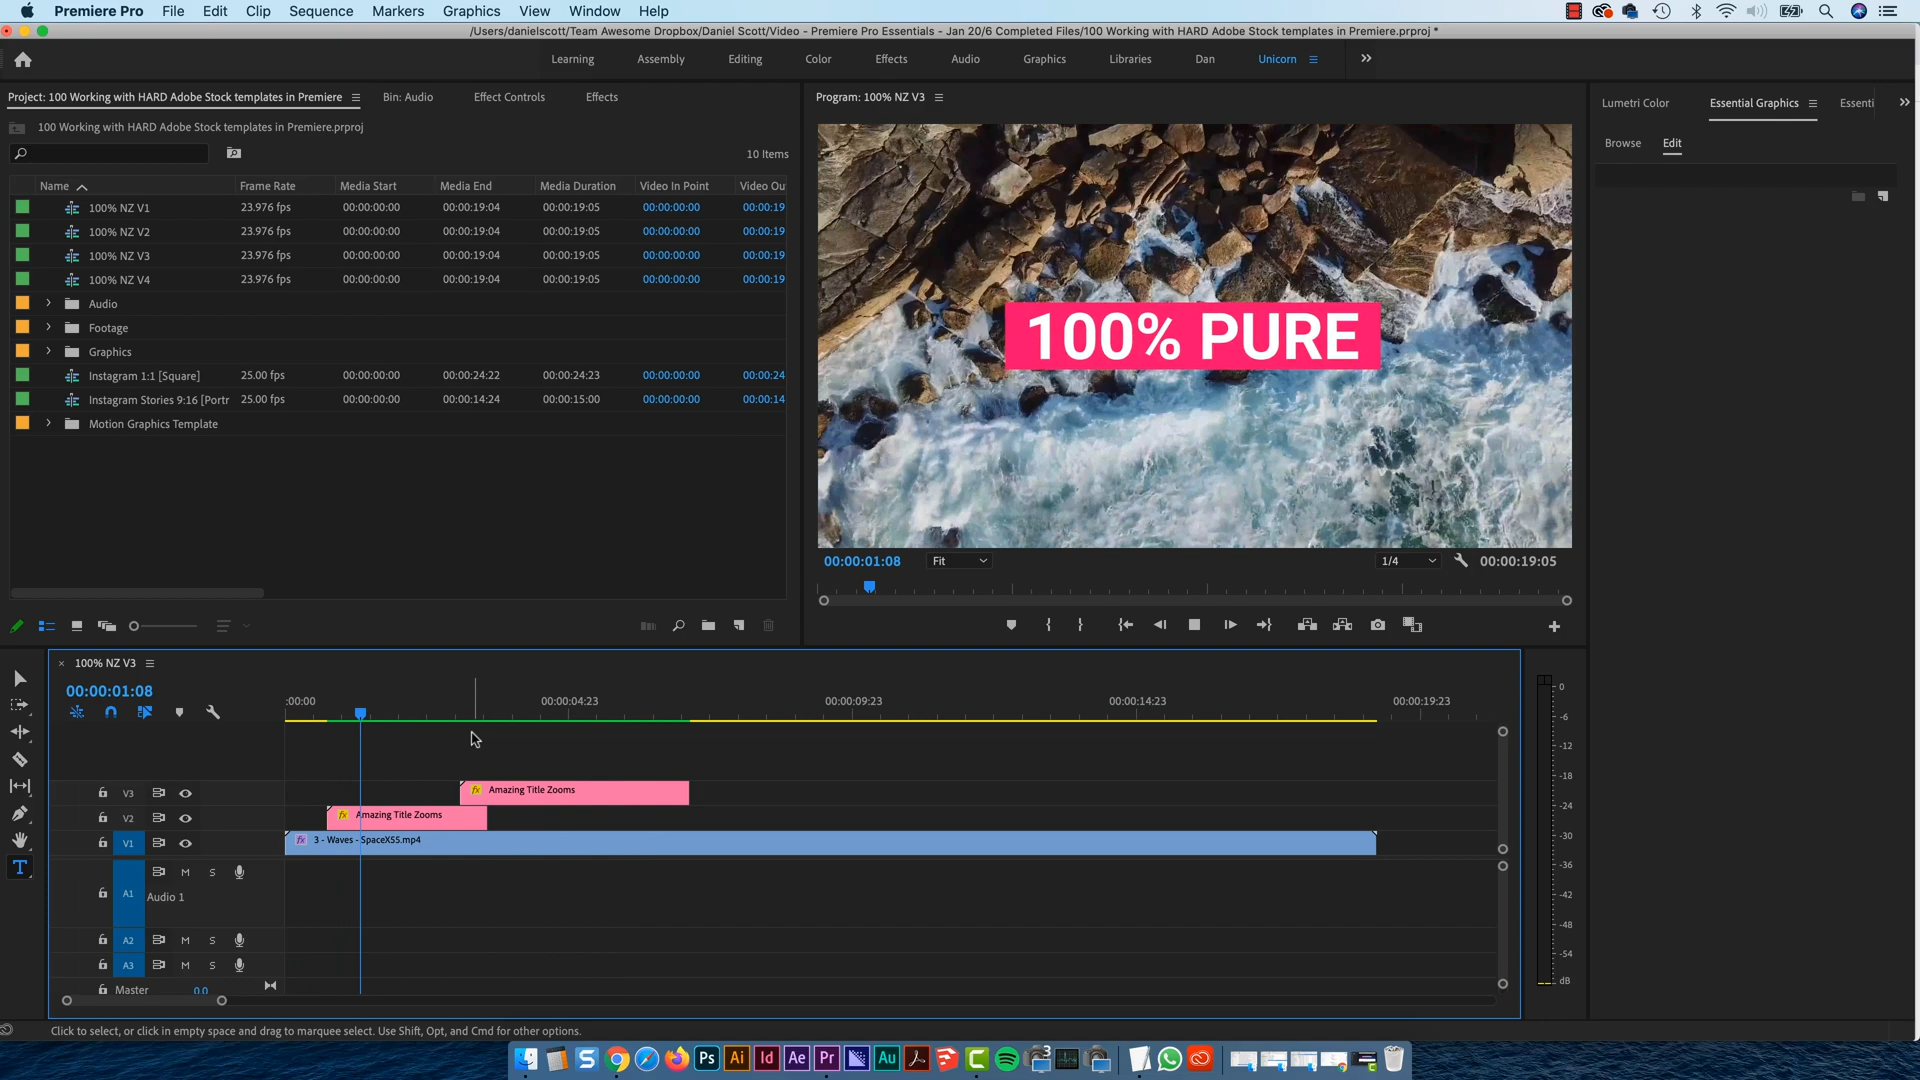 Premiere Pro File Edit Clip Sequence Markers Graphics View Window Help
/Users/danielscott/Team Awesome Dropbox/Daniel Scott/Video - Premiere Pro Essentials - Jan 20/6 Completed Files/100 Working with HARD Adobe Stock templates in Premiere.prproj *
Learning Assembly Editing Color Effects Audio Graphics Libraries Dan Unicorn
Project: 100 Working with HARD Adobe Stock templates in Premiere Bin: Audio Effect Controls Effects
100 Working with HARD Adobe Stock templates in Premiere.prproj
10 Items
Name Frame Rate Media Start Media End Media Duration Video In Point Video Ou
100% NZ V1 23.976 fps 00:00:00:00 00:00:19:04 00:00:19:05 00:00:00:00 00:00:19
100% NZ V2 23.976 fps 00:00:00:00 00:00:19:04 00:00:19:05 00:00:00:00 00:00:19
100% NZ V3 23.976 fps 00:00:00:00 00:00:19:04 00:00:19:05 00:00:00:00 00:00:19
100% NZ V4 23.976 fps 00:00:00:00 00:00:19:04 00:00:19:05 00:00:00:00 00:00:19
Audio
Footage
Graphics
Instagram 1:1 [Square] 25.00 fps 00:00:00:00 00:00:24:22 00:00:24:23 00:00:00:00 00:00:24
Instagram Stories 9:16 [Portr 25.00 fps 00:00:00:00 00:00:14:24 00:00:15:00 00:00:00:00 00:00:14
Motion Graphics Template
Program: 100% NZ V3
100% PURE
00:00:01:08 Fit 1/4 00:00:19:05
Lumetri Color Essential Graphics Essenti
Browse Edit
100% NZ V3
00:00:01:08
:00:00 00:00:04:23 00:00:09:23 00:00:14:23 00:00:19:23
V3 Amazing Title Zooms
V2 Amazing Title Zooms
V1 3 - Waves - SpaceX55.mp4
M S
A1 Audio 1
A2 M S
A3 M S
Master 0.0
0
-6
-12
-18
-24
-30
-36
-42
-48
-54
dB
Click to select, or click in empty space and drag to marquee select. Use Shift, Opt, and Cmd for other options.
S Ps Ai Id Ae Pr Au 3